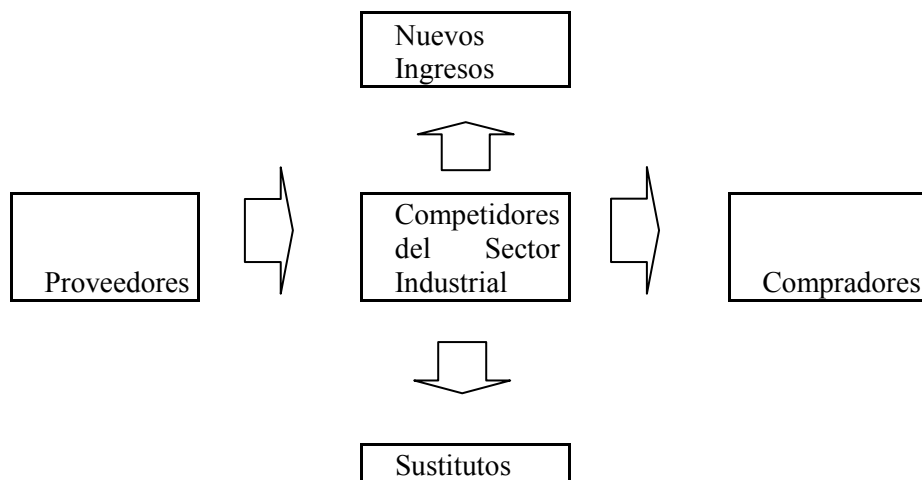 Nuevos
Ingresos
Proveedores
Competidores
del Sector
Industrial
Compradores
Sustitutos